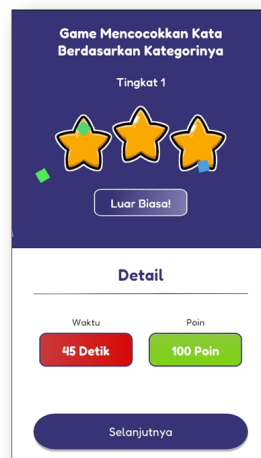 Game Mencocokkan Kata
Berdasarkan Kategorinya
Tingkat 1
Luar Biasa!
Detail
Waktu Poin
45 Detik 100 Poin
Selanjutnya